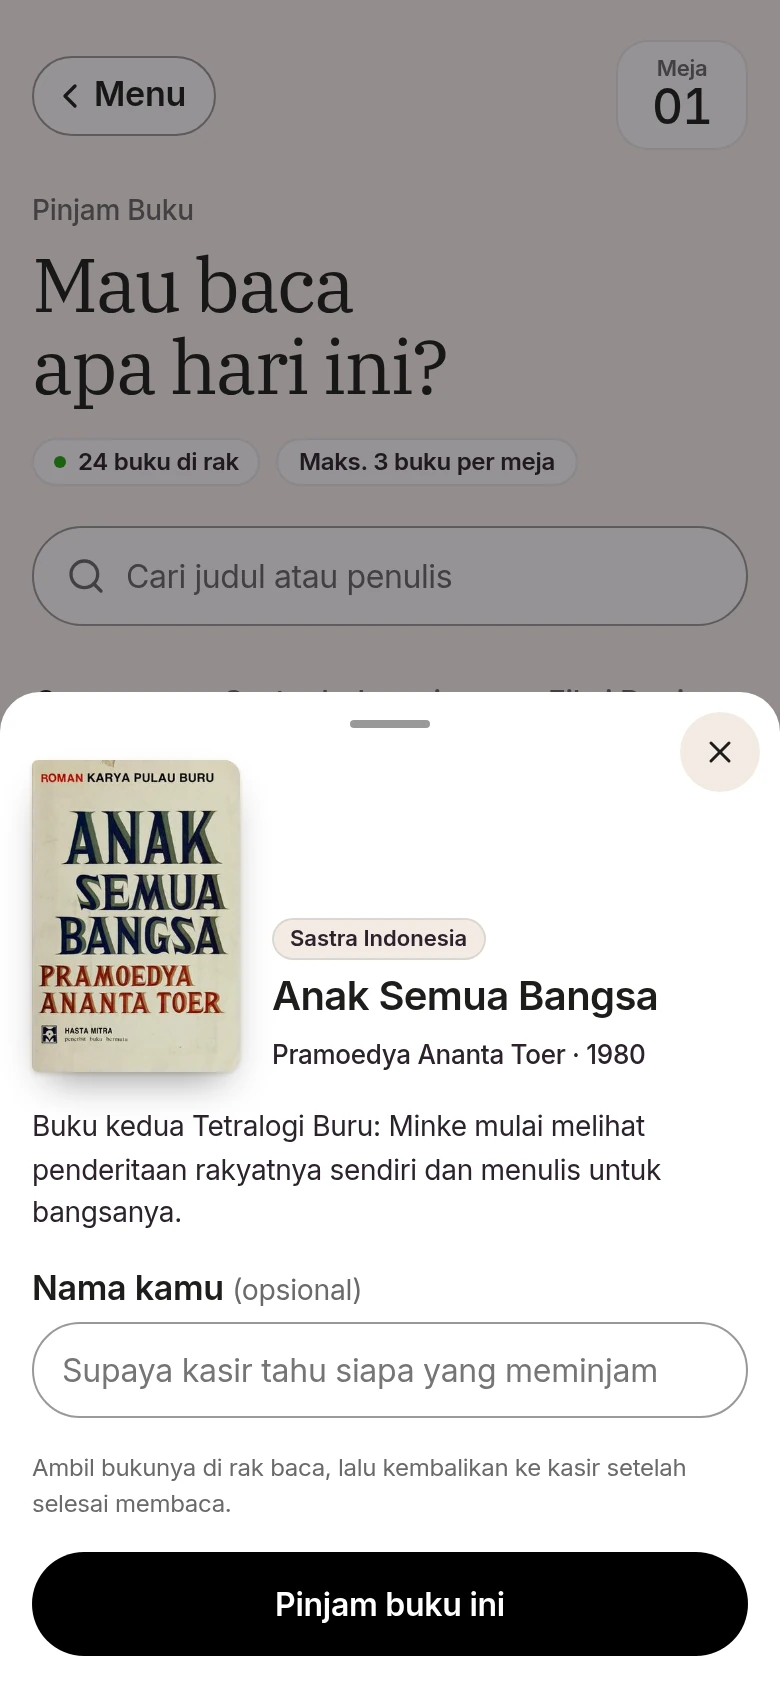 Menu
Meja
01
Pinjam Buku
Mau baca
apa hari ini?
24 buku di rak
Maks. 3 buku per meja
Cari judul atau penulis
ROMAN KARYA PULAU BURU
ANAK
SEMUA
BANGSA
PRAMOEDYA
ANANTA TOER
HASTA MITRA
penerbit buku bermutu
Sastra Indonesia
Anak Semua Bangsa
Pramoedya Ananta Toer · 1980
Buku kedua Tetralogi Buru: Minke mulai melihat
penderitaan rakyatnya sendiri dan menulis untuk
bangsanya.
Nama kamu (opsional)
Supaya kasir tahu siapa yang meminjam
Ambil bukunya di rak baca, lalu kembalikan ke kasir setelah
selesai membaca.
Pinjam buku ini